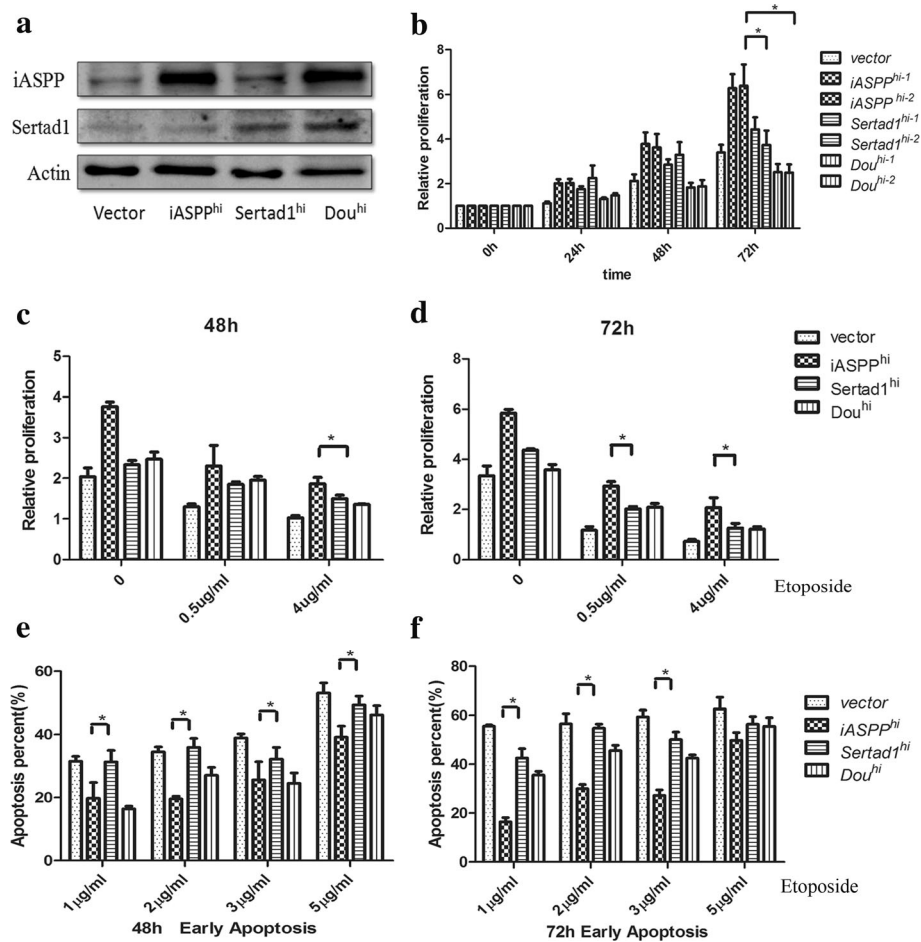 a
iASPP
Sertad1
Actin
Vector iASPPhi Sertad1hi Douhi
b
Relative proliferation
8
6
4
2
0
0h 24h 48h 72h
time
*
*
vector
iASPPhi-1
iASPP hi-2
Sertad1hi-1
Sertad1hi-2
Douhi-1
Douhi-2
c
48h
Relative proliferation
5
4
3
2
1
0
*
0 0.5ug/ml 4ug/ml
d
72h
Relative proliferation
8
6
4
2
0
*
*
0 0.5ug/ml 4ug/ml
Etoposide
vector
iASPPhi
Sertad1hi
Douhi
e
Apoptosis percent(%)
60
40
20
0
* * * *
1μg/ml 2μg/ml 3μg/ml 5μg/ml
48h Early Apoptosis
f
Apoptosis percent(%)
80
60
40
20
0
* * *
1μg/ml 2μg/ml 3μg/ml 5μg/ml
72h Early Apoptosis
Etoposide
vector
iASPPhi
Sertad1hi
Douhi